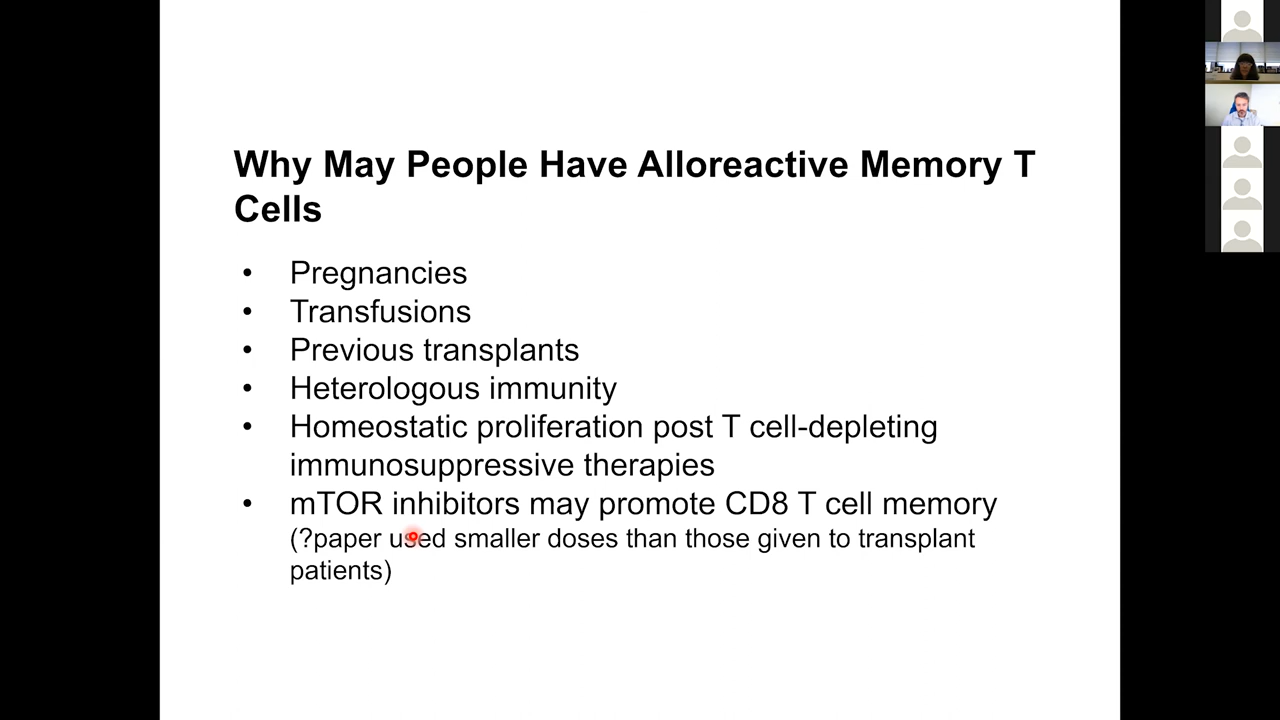 Why May People Have Alloreactive Memory T
Cells
• Pregnancies
• Transfusions
• Previous transplants
• Heterologous immunity
• Homeostatic proliferation post T cell-depleting
immunosuppressive therapies
• mTOR inhibitors may promote CD8 T cell memory
(?paper used smaller doses than those given to transplant
patients)